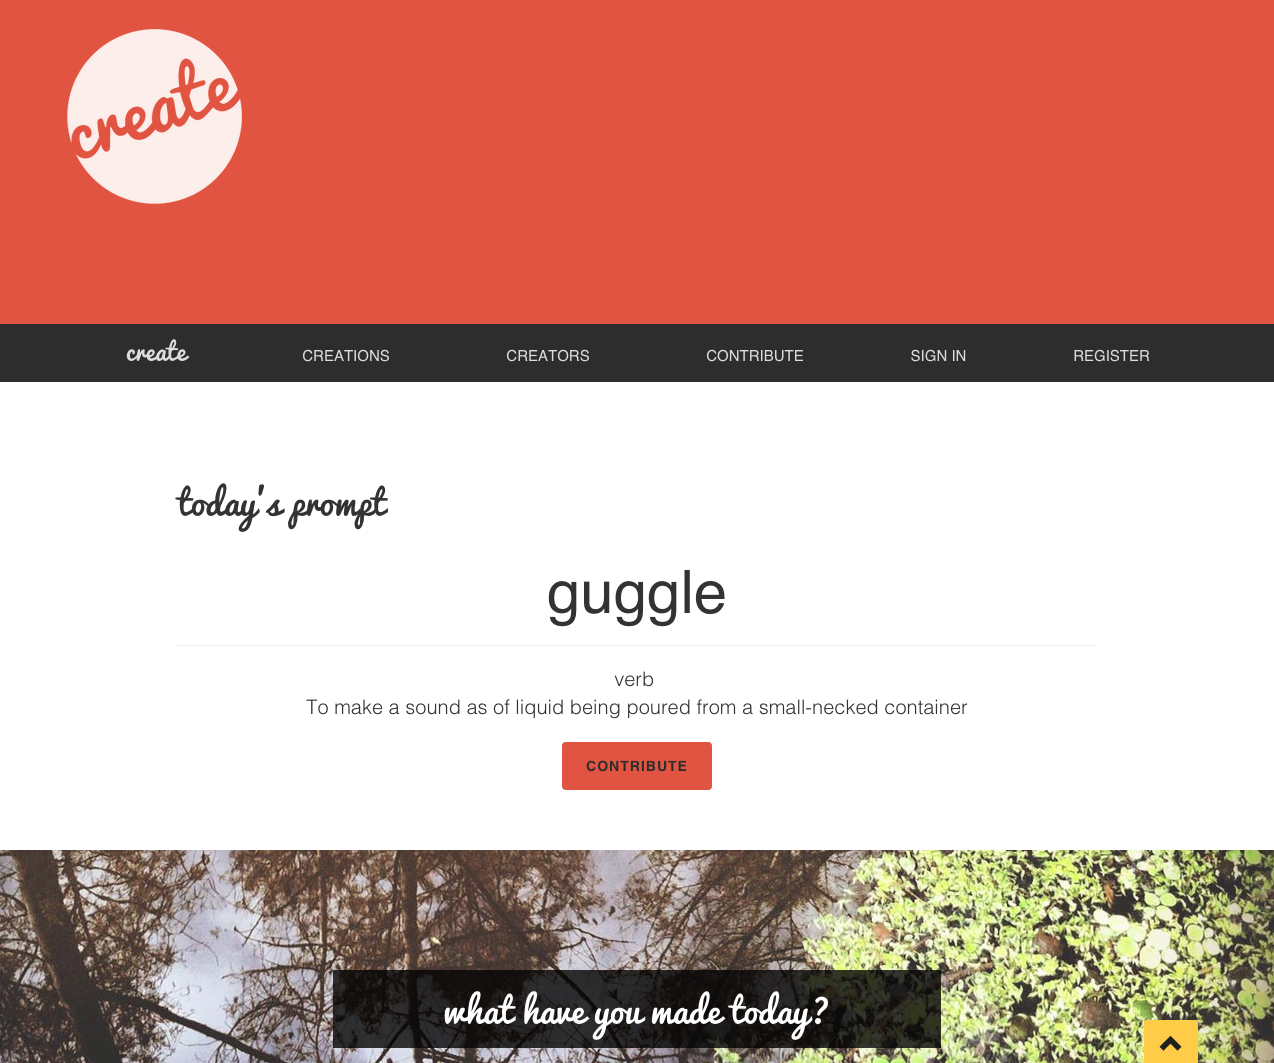 create
create
CREATIONS
CREATORS
CONTRIBUTE
SIGN IN
REGISTER
today's prompt
guggle
verb
To make a sound as of liquid being poured from a small-necked container
CONTRIBUTE
what have you made today?